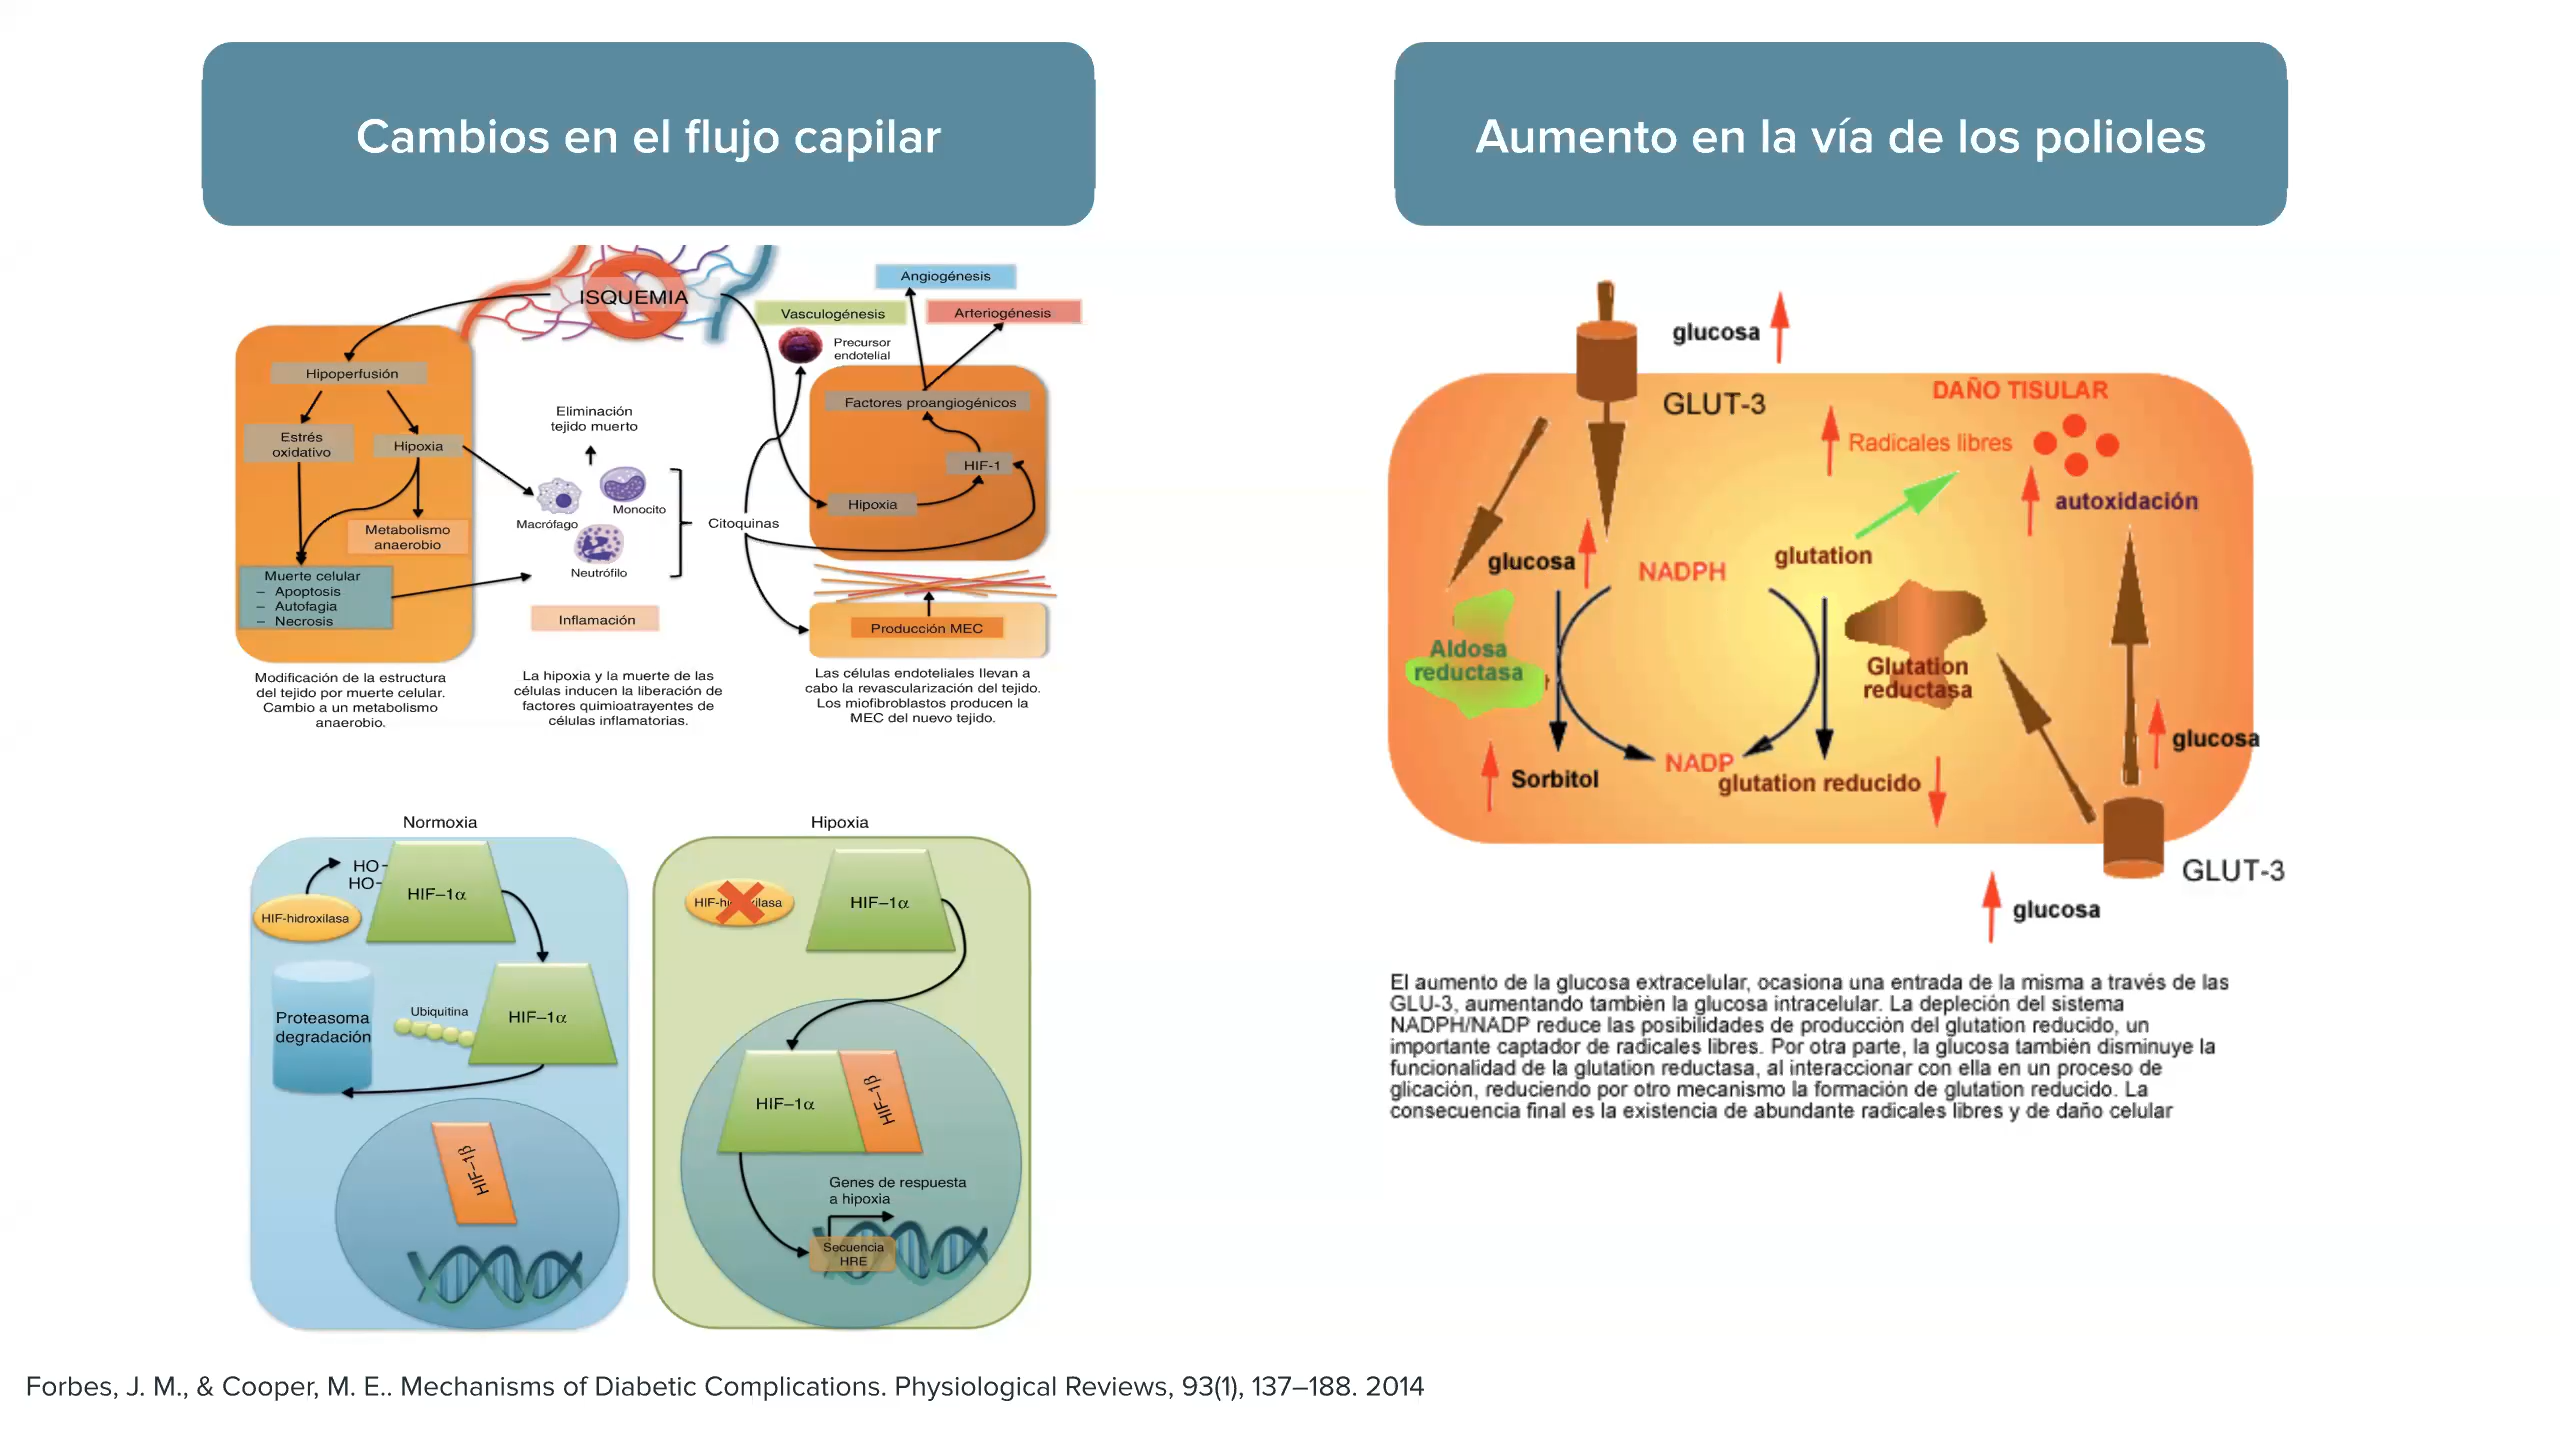 Cambios en el flujo capilar
ISQUEMIA
Angiogénesis
Vasculogénesis
Arteriogénesis
Precursor
endotelial
Hipoperfusión
Estrés
oxidativo
Hipoxia
Metabolismo
anaerobio
Muerte celular
– Apoptosis
– Autofagia
– Necrosis
Modificación de la estructura
del tejido por muerte celular.
Cambio a un metabolismo
anaerobio.
Eliminación
tejido muerto
Monocito
Macrófago
Neutrófilo
Citoquinas
Inflamación
La hipoxia y la muerte de las
células inducen la liberación de
factores quimioatrayentes de
células inflamatorias.
Factores proangiogénicos
HIF-1
Hipoxia
Producción MEC
Las células endoteliales llevan a
cabo la revascularización del tejido.
Los miofibroblastos producen la
MEC del nuevo tejido.
Normoxia
HO-
HO-
HIF–1α
HIF-hidroxilasa
Proteasoma
degradación
Ubiquitina
HIF–1α
HIF–1β
Hipoxia
HIF–1α
HIF–1α
HIF–1β
Genes de respuesta
a hipoxia
Secuencia
HRE
Aumento en la vía de los polioles
glucosa
GLUT-3
DAÑO TISULAR
Radicales libres
autoxidación
glucosa
NADPH
glutation
Aldosa
reductasa
Glutation
reductasa
glucosa
Sorbitol
NADP
glutation reducido
GLUT-3
glucosa
El aumento de la glucosa extracelular, ocasiona una entrada de la misma a través de las
GLU-3, aumentando tambièn la glucosa intracelular. La depleción del sistema
NADPH/NADP reduce las posibilidades de producciòn del glutation reducido, un
importante captador de radicales libres. Por otra parte, la glucosa tambièn disminuye la
funcionalidad de la glutation reductasa, al interaccionar con ella en un proceso de
glicación, reduciendo por otro mecanismo la formación de glutation reducido. La
consecuencia final es la existencia de abundante radicales libres y de daño celular
Forbes, J. M., & Cooper, M. E.. Mechanisms of Diabetic Complications. Physiological Reviews, 93(1), 137–188. 2014